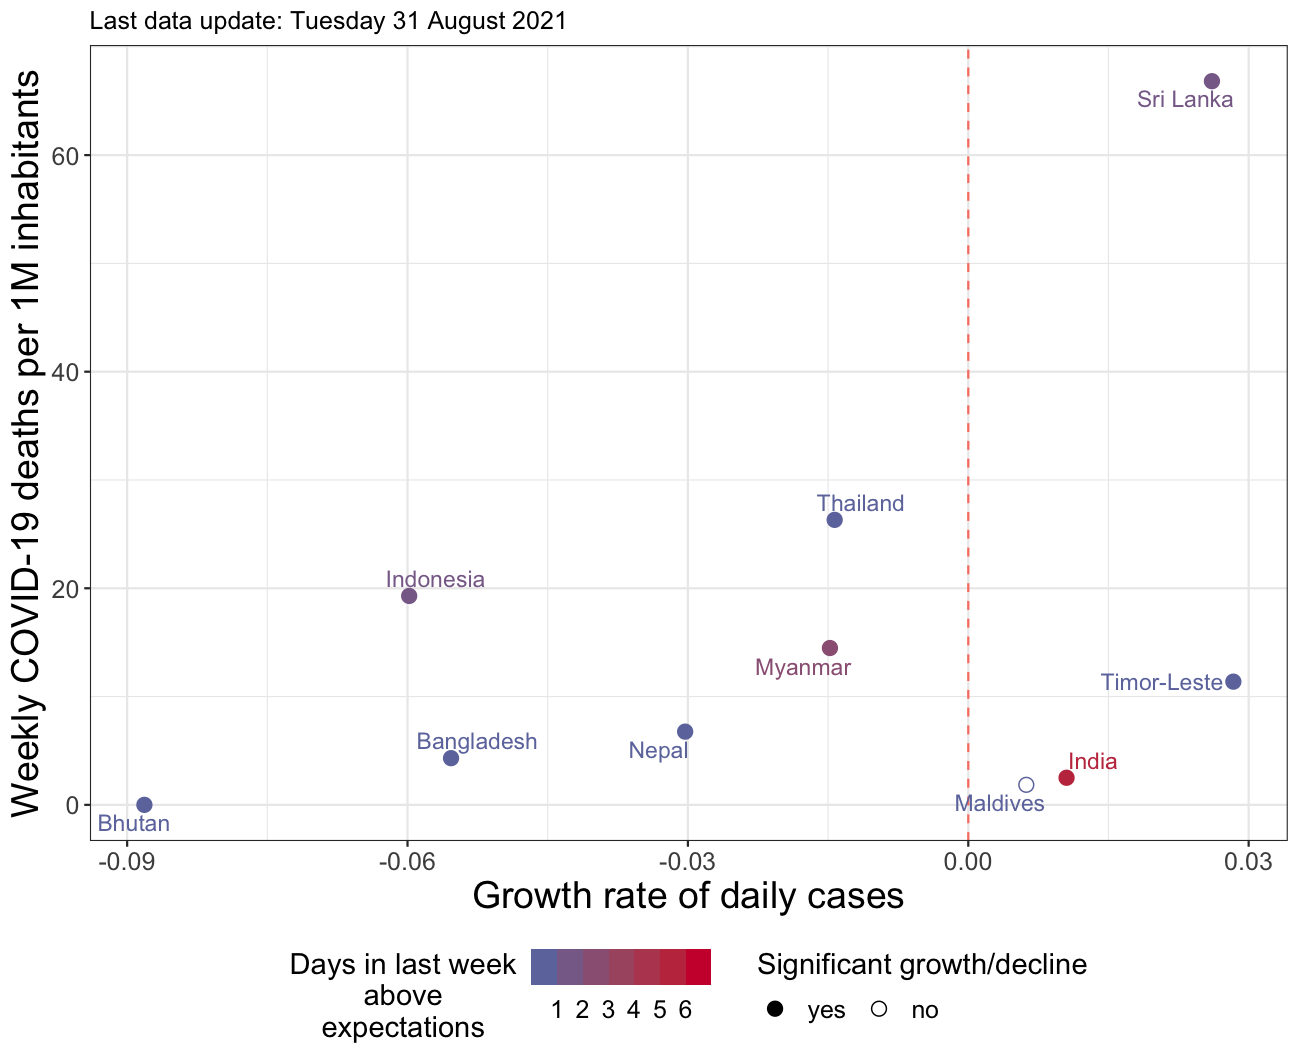 Last data update: Tuesday 31 August 2021
Weekly COVID-19 deaths per 1M inhabitants
60
40
20
0
Sri Lanka
Thailand
Indonesia
Myanmar
Timor-Leste
Bangladesh
Nepal
India
Maldives
Bhutan
-0.09 -0.06 -0.03 0.00 0.03
Growth rate of daily cases
Days in last week
above
expectations
1 2 3 4 5 6
Significant growth/decline
yes no